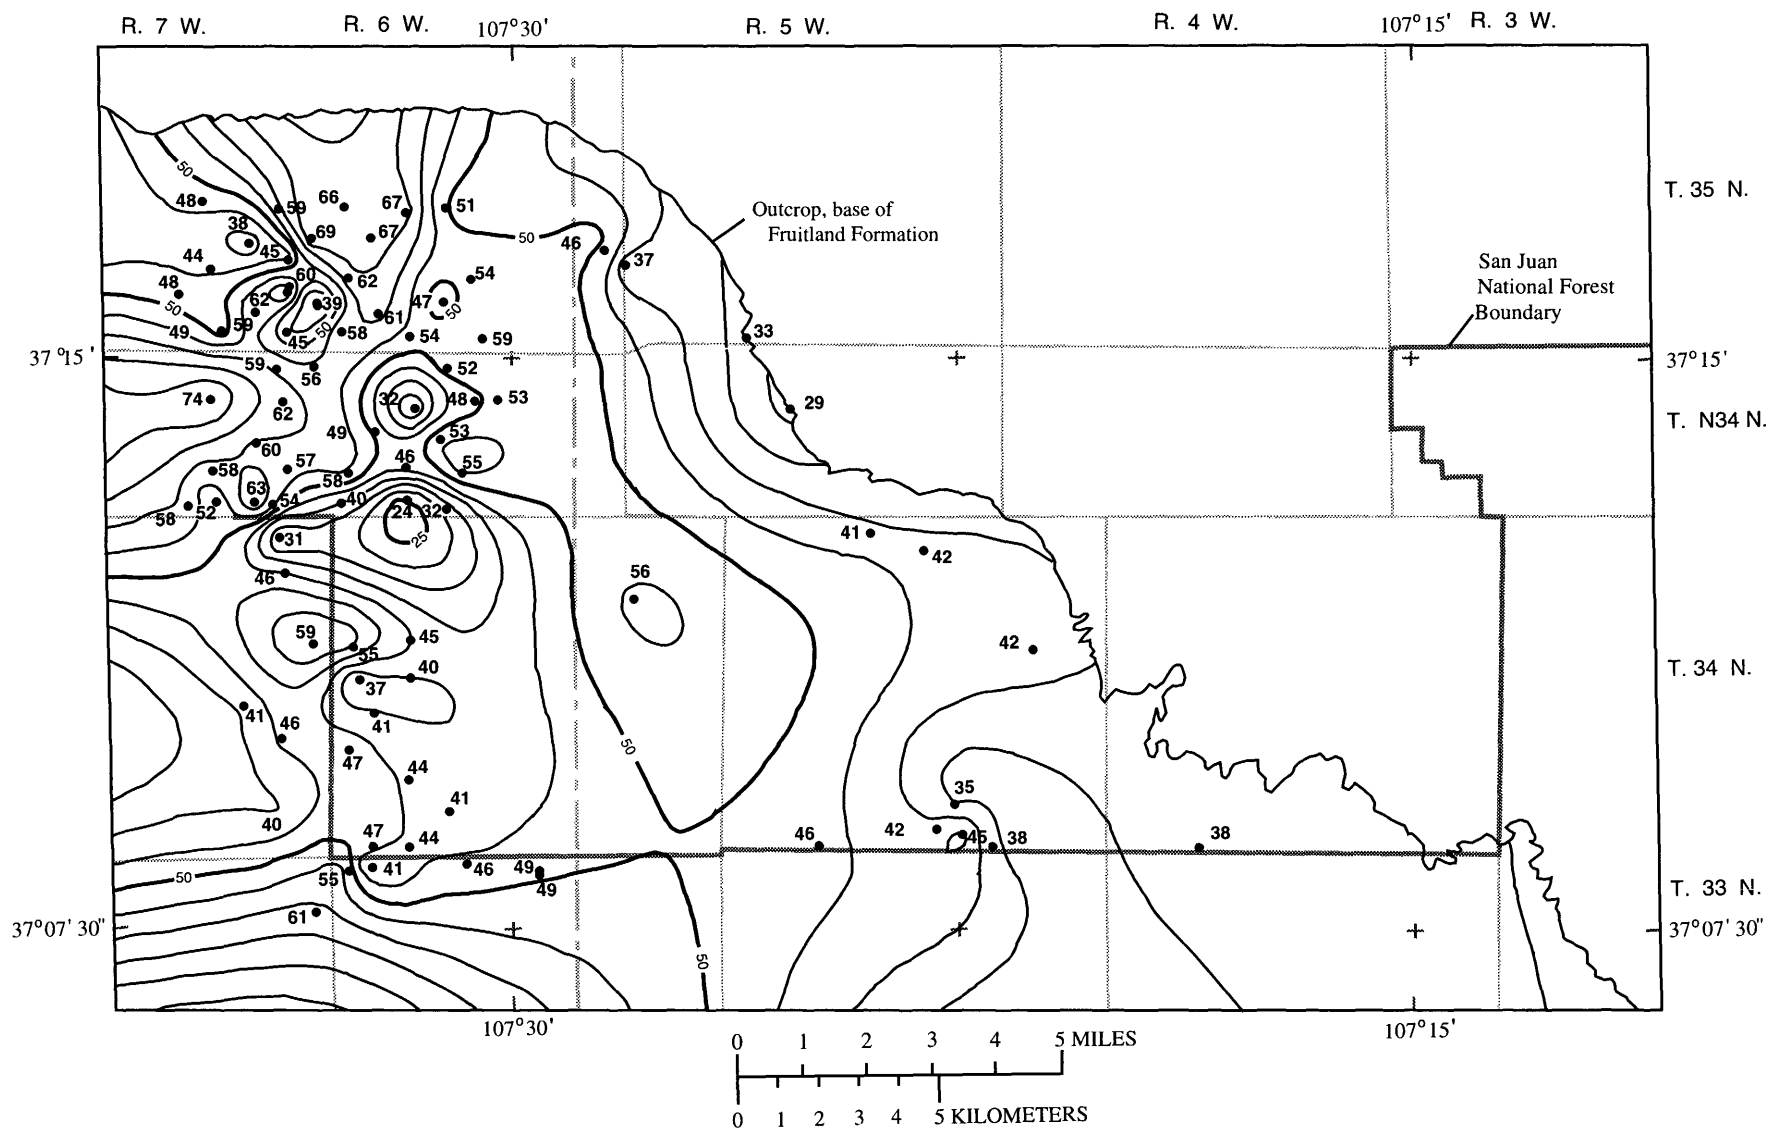 R. 7 W. R. 6 W. 107°30' R. 5 W. R. 4 W. 107°15' R. 3 W.
50
T. 35 N.
48 59 66 67 51
Outcrop, base of
Fruitland Formation
38 69 67 50 46
44 45 37
San Juan
National Forest
Boundary
60 62 54
48 62 39 47
50 59 50 61 50
49 45 58 54 59 33
37°15' 59 56 52 37°15'
74 62 32 48 53 29
T. N34 N.
49 53
60 46 55
58 57 58
63 54 40
58 52 24 32
31 25 41 42
46 56
59 55 45 42
T. 34 N.
40
37
41 46 41
47 50
44
41 35
40 47 44 46 42 45 38 38
50 55 41 46 49
49
T. 33 N.
61
37°07'30" 50 37°07'30"
107°30' 107°15'
0 1 2 3 4 5 MILES
0 1 2 3 4 5 KILOMETERS